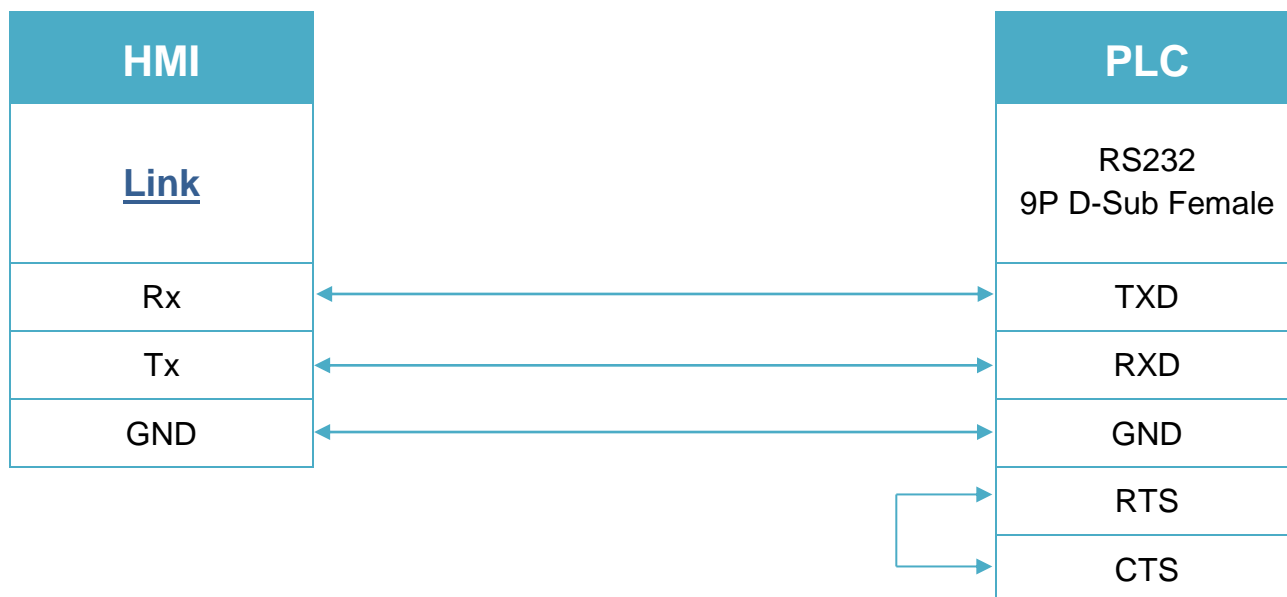 HMI
PLC
Link
RS232
9P D-Sub Female
Rx
TXD
Tx
RXD
GND
GND
RTS
CTS